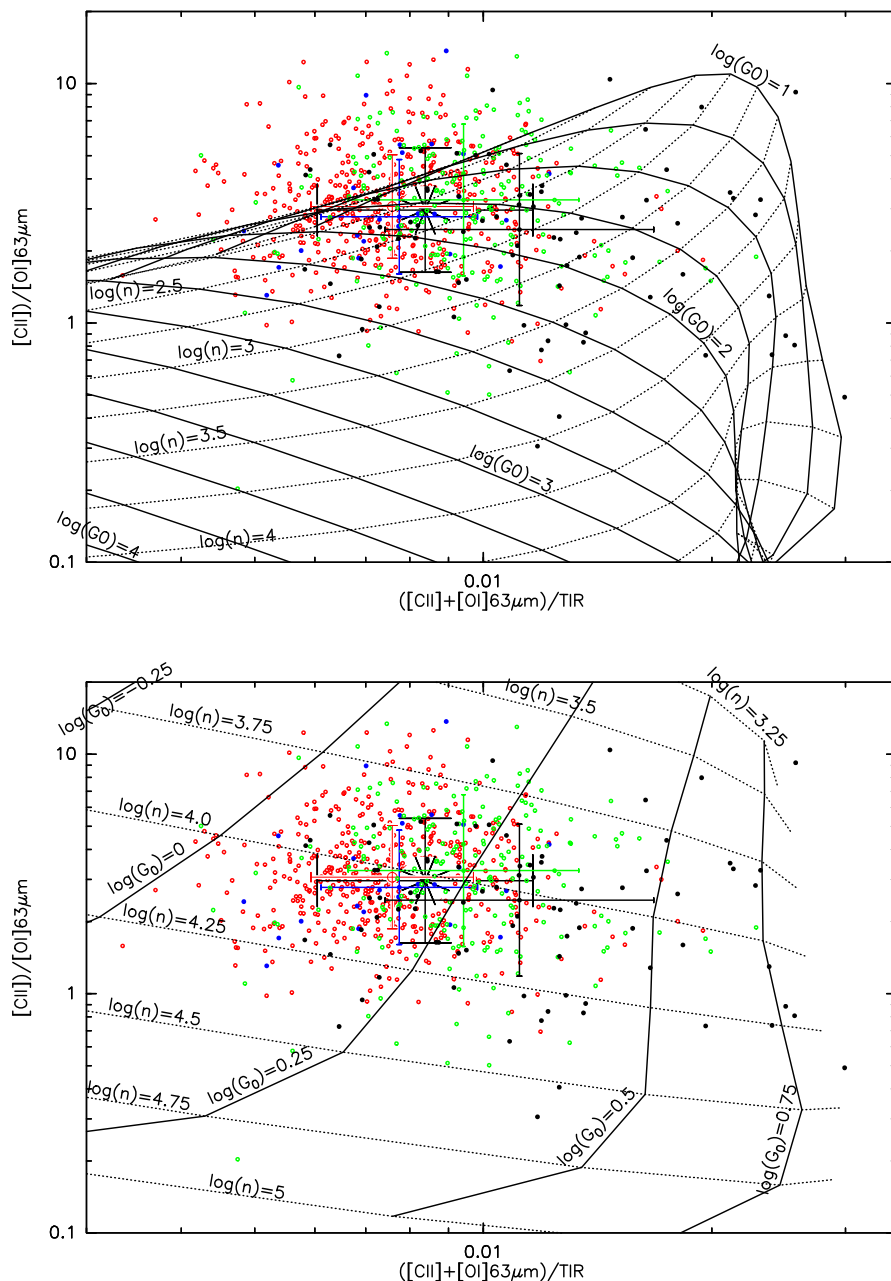 10
1
0.1
[CII])/[OI]63μm
log(GO)=1
log(n)=2.5
log(n)=3
log(GO)=2
log(n)=3.5
log(GO)=3
log(GO)=4
log(n)=4
0.01
([CII]+[OI]63μm)/TIR
10
1
0.1
[CII])/[OI]63μm
log(G₀)=−0.25
log(n)=3.75
log(n)=3.5
log(n)=3.25
log(n)=4.0
log(G₀)=0
log(n)=4.25
log(n)=4.5
log(G₀)=0.25
log(n)=4.75
log(G₀)=0.5
log(G₀)=0.75
log(n)=5
0.01
([CII]+[OI]63μm)/TIR